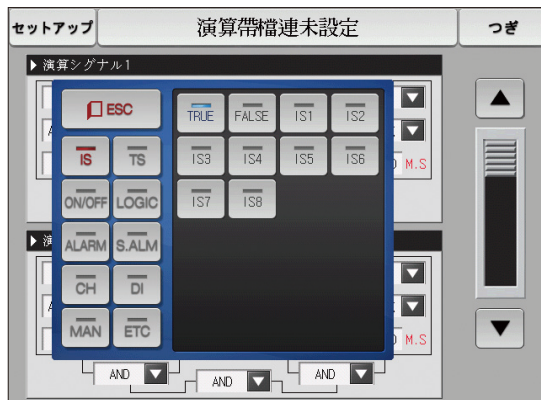 セットアップ
演算帯檔連未設定
つぎ
▶ 演算シグナル1
ESC
TRUE
FALSE
IS1
IS2
IS
TS
IS3
IS4
IS5
IS6
M.S
ON/OFF
LOGIC
IS7
IS8
ALARM
S.ALM
CH
DI
MAN
ETC
M.S
AND
AND
AND